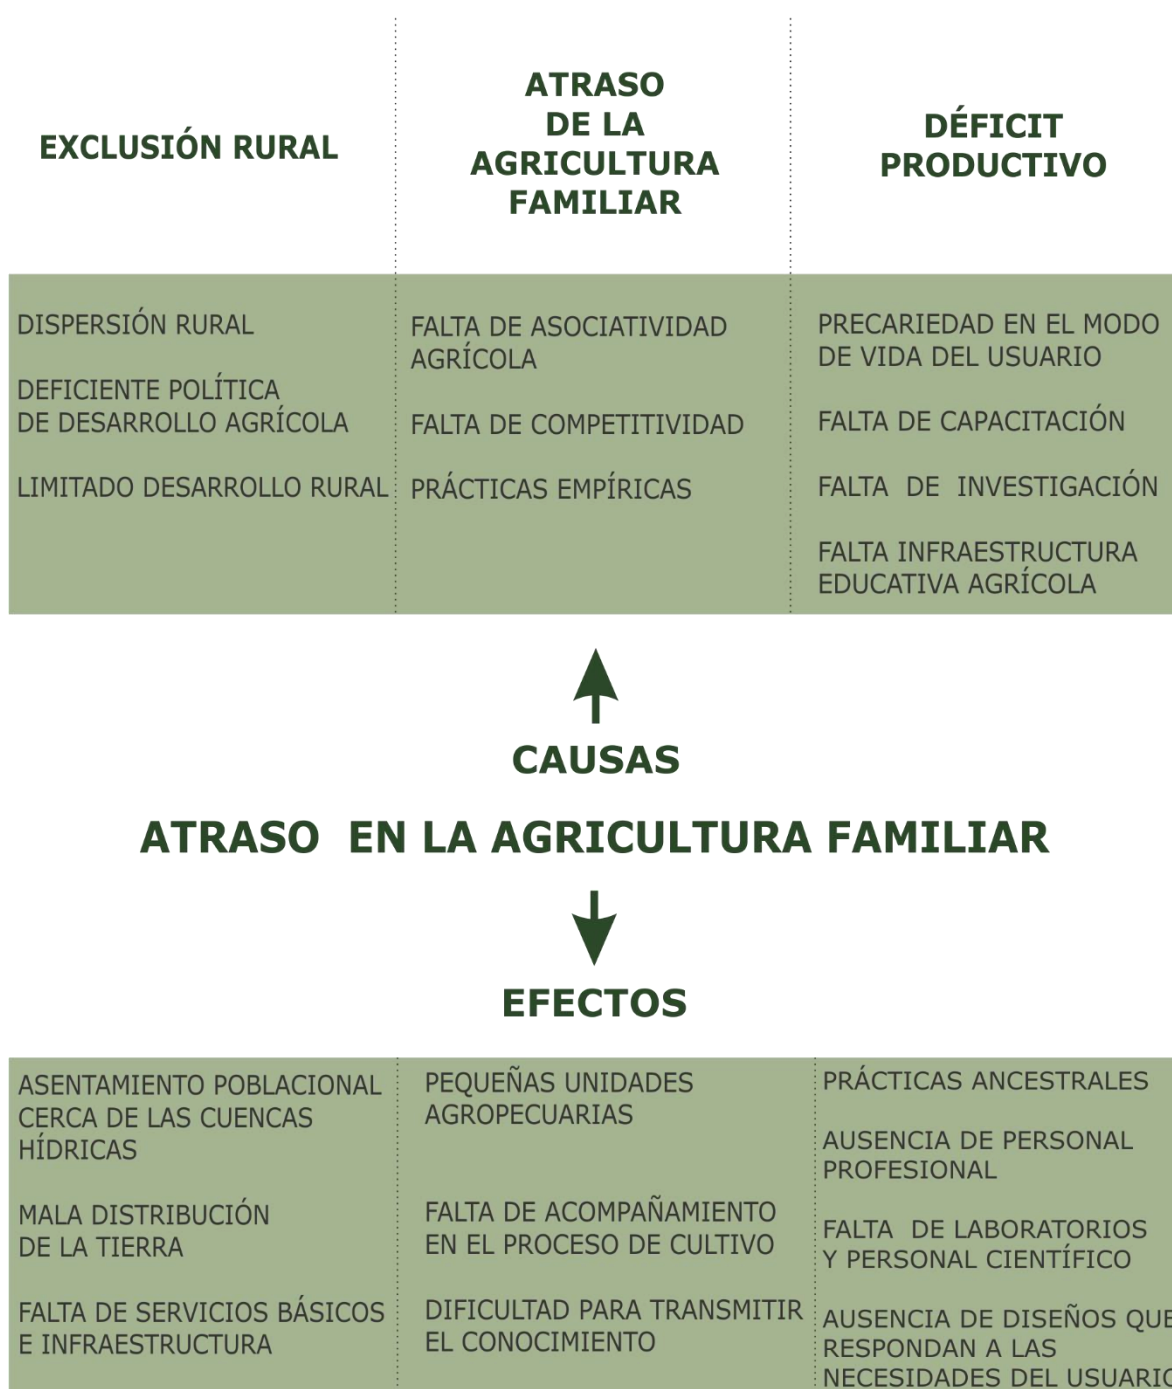 EXCLUSIÓN RURAL
ATRASO
DE LA
AGRICULTURA
FAMILIAR
DÉFICIT
PRODUCTIVO
DISPERSIÓN RURAL
DEFICIENTE POLÍTICA
DE DESARROLLO AGRÍCOLA
LIMITADO DESARROLLO RURAL
FALTA DE ASOCIATIVIDAD
AGRÍCOLA
FALTA DE COMPETITIVIDAD
PRÁCTICAS EMPÍRICAS
PRECARIEDAD EN EL MODO
DE VIDA DEL USUARIO
FALTA DE CAPACITACIÓN
FALTA DE INVESTIGACIÓN
FALTA INFRAESTRUCTURA
EDUCATIVA AGRÍCOLA
CAUSAS
ATRASO EN LA AGRICULTURA FAMILIAR
EFECTOS
ASENTAMIENTO POBLACIONAL
CERCA DE LAS CUENCAS
HÍDRICAS
MALA DISTRIBUCIÓN
DE LA TIERRA
FALTA DE SERVICIOS BÁSICOS
E INFRAESTRUCTURA
PEQUEÑAS UNIDADES
AGROPECUARIAS
FALTA DE ACOMPAÑAMIENTO
EN EL PROCESO DE CULTIVO
DIFICULTAD PARA TRANSMITIR
EL CONOCIMIENTO
PRÁCTICAS ANCESTRALES
AUSENCIA DE PERSONAL
PROFESIONAL
FALTA DE LABORATORIOS
Y PERSONAL CIENTÍFICO
AUSENCIA DE DISEÑOS QUE
RESPONDAN A LAS
NECESIDADES DEL USUARIO